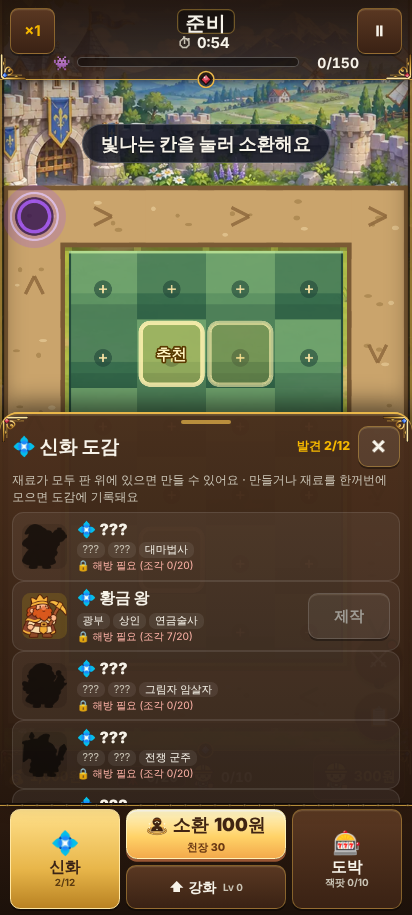 ×1
준비
0:54
0/150
빛나는 칸을 눌러 소환해요
추천
신화 도감
발견 2/12
재료가 모두 판 위에 있으면 만들 수 있어요 · 만들거나 재료를 한꺼번에
모으면 도감에 기록돼요
???
??? ??? 대마법사
해방 필요 (조각 0/20)
황금 왕
광부 상인 연금술사
해방 필요 (조각 7/20)
제작
???
??? ??? 그림자 암살자
해방 필요 (조각 0/20)
???
??? ??? 전쟁 군주
해방 필요 (조각 0/20)
신화
2/12
소환 100원
천장 30
강화 Lv 0
도박
잭팟 0/10